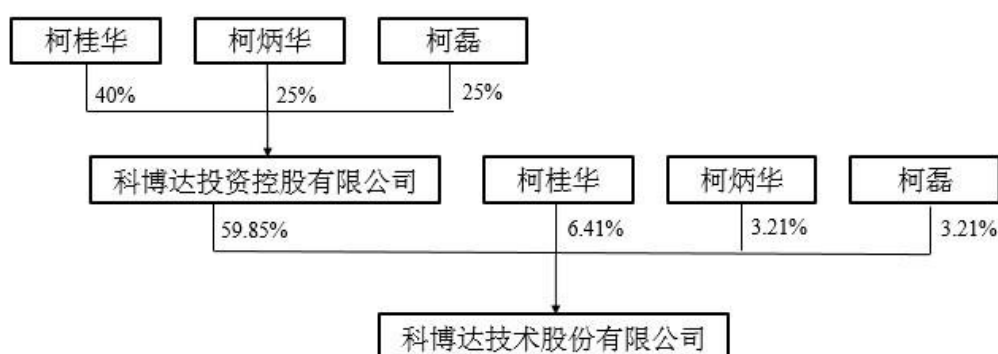 柯桂华 柯炳华 柯磊
40% 25% 25%
科博达投资控股有限公司 柯桂华 柯炳华 柯磊
59.85% 6.41% 3.21% 3.21%
科博达技术股份有限公司